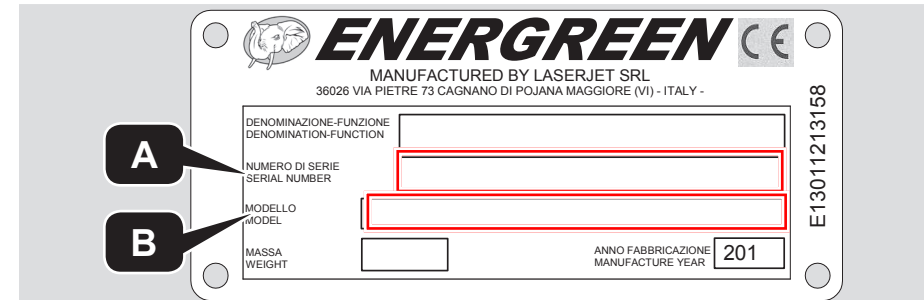 ENERGREEN CE
MANUFACTURED BY LASERJET SRL
36026 VIA PIETRE 73 CAGNANO DI POJANA MAGGIORE (VI) - ITALY -
DENOMINAZIONE-FUNZIONE
DENOMINATION-FUNCTION
A
NUMERO DI SERIE
SERIAL NUMBER
MODELLO
MODEL
B
MASSA
WEIGHT
ANNO FABBRICAZIONE
MANUFACTURE YEAR
201
E13011213158